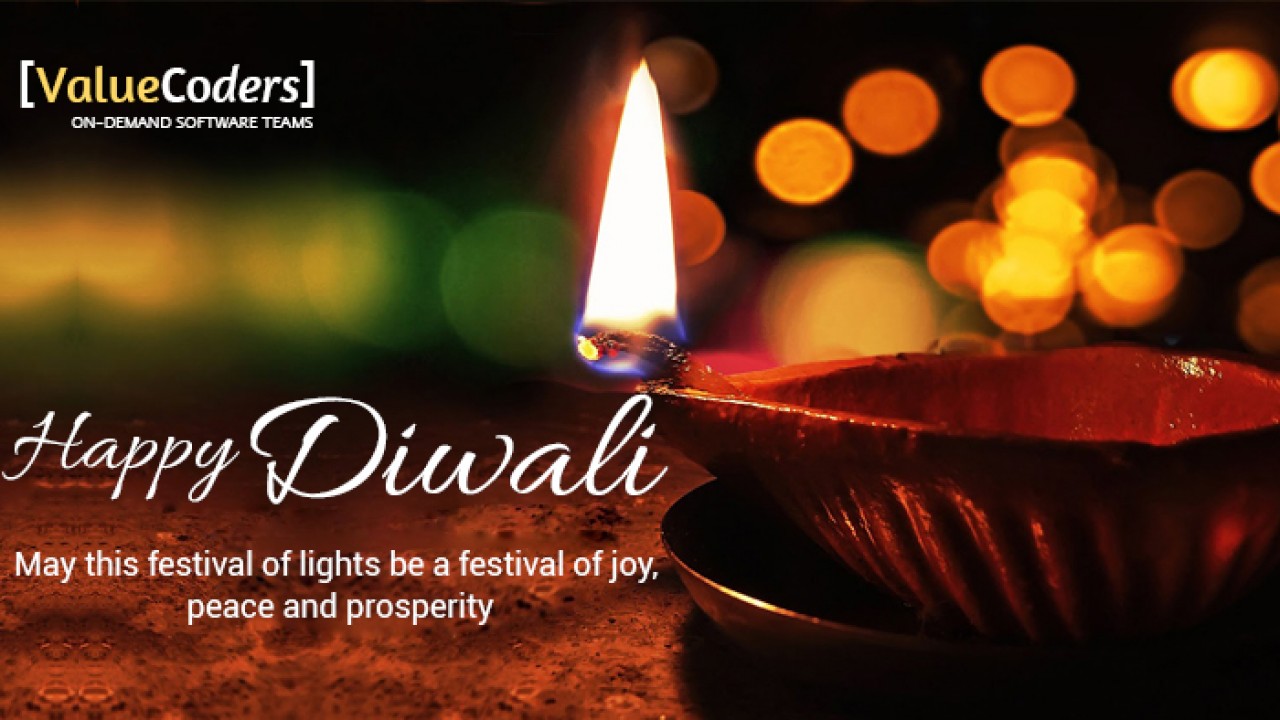 [ValueCoders]
ON-DEMAND SOFTWARE TEAMS
Happy Diwali
May this festival of lights be a festival of joy,
peace and prosperity